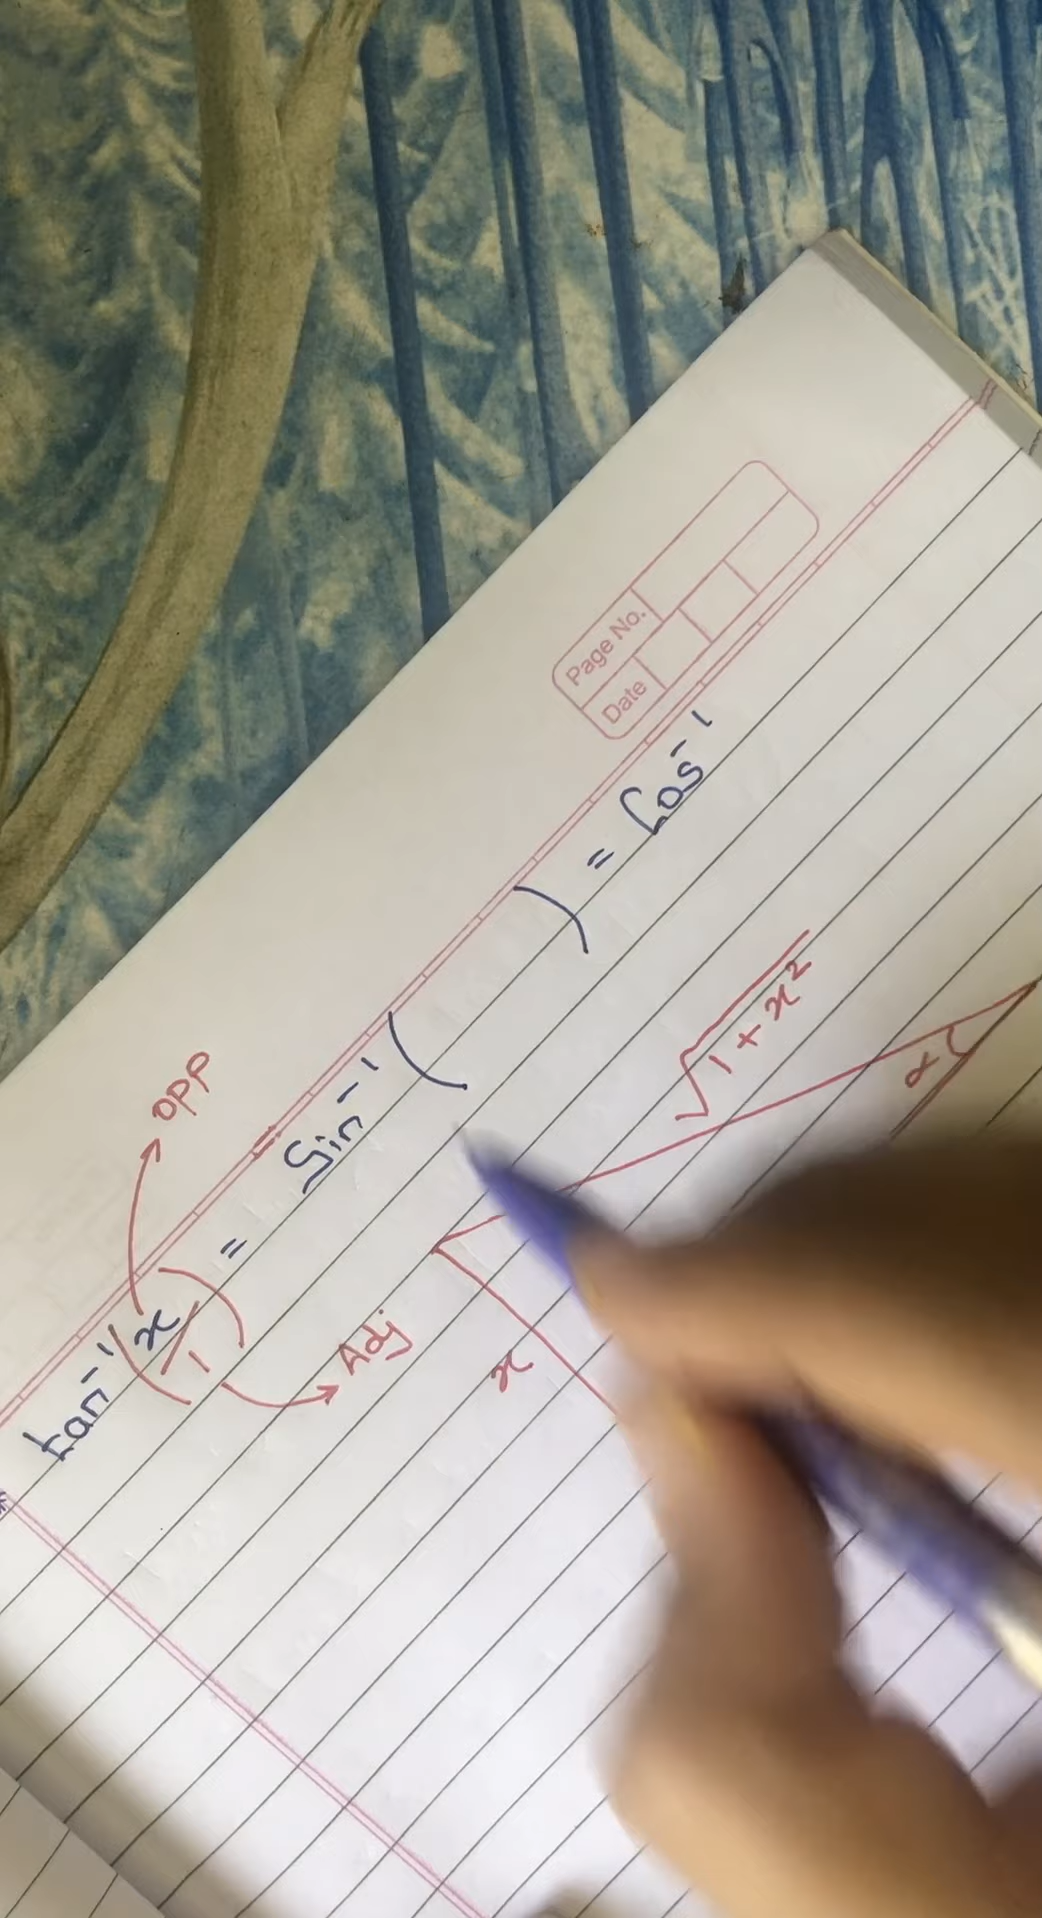 Page No.
Date
tan⁻¹(x/1) = Sin⁻¹( ) = Cos⁻¹
opp
Adj
√1+x²
x
α